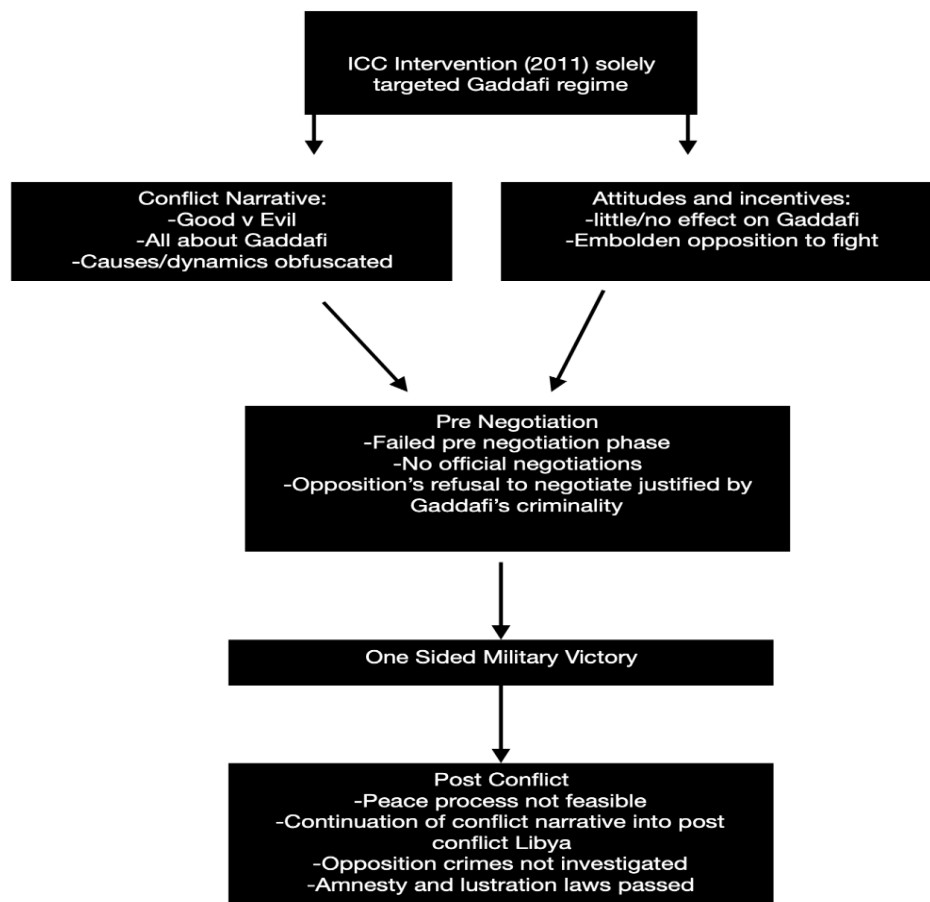 ICC Intervention (2011) solely
targeted Gaddafi regime
Conflict Narrative:
-Good v Evil
-All about Gaddafi
-Causes/dynamics obfuscated
Attitudes and incentives:
-little/no effect on Gaddafi
-Embolden opposition to fight
Pre Negotiation
-Failed pre negotiation phase
-No official negotiations
-Opposition’s refusal to negotiate justified by
Gaddafi’s criminality
One Sided Military Victory
Post Conflict
-Peace process not feasible
-Continuation of conflict narrative into post
conflict Libya
-Opposition crimes not investigated
-Amnesty and lustration laws passed